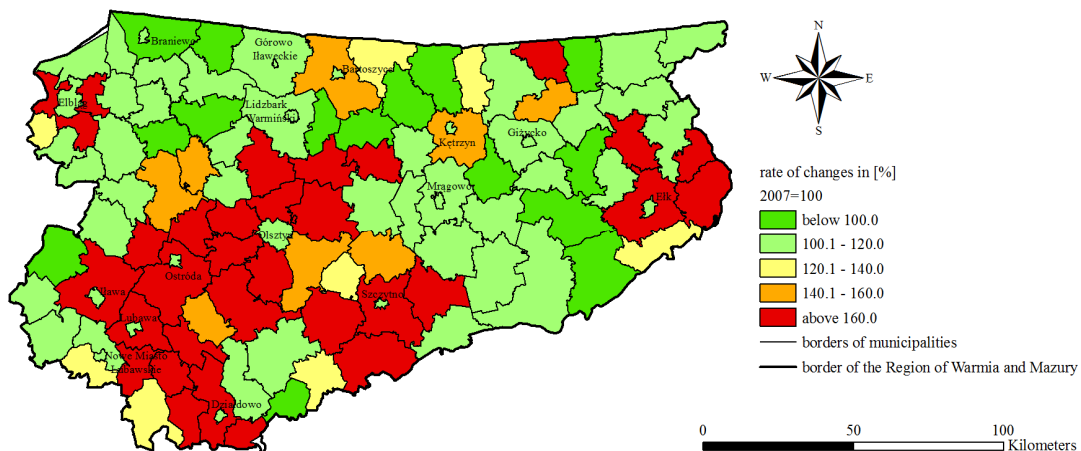 N
W
E
S
Braniewo
Górowo
Iławeckie
Bartoszyce
Elbląg
Lidzbark
Warmiński
Kętrzyn
Giżycko
Mrągowo
Ełk
Olsztyn
Ostróda
Szczytno
Iława
Lubawa
Nowe Miasto
Lubawskie
Działdowo
rate of changes in [%]
2007=100
below 100.0
100.1 - 120.0
120.1 - 140.0
140.1 - 160.0
above 160.0
borders of municipalities
border of the Region of Warmia and Mazury
0
50
100
Kilometers